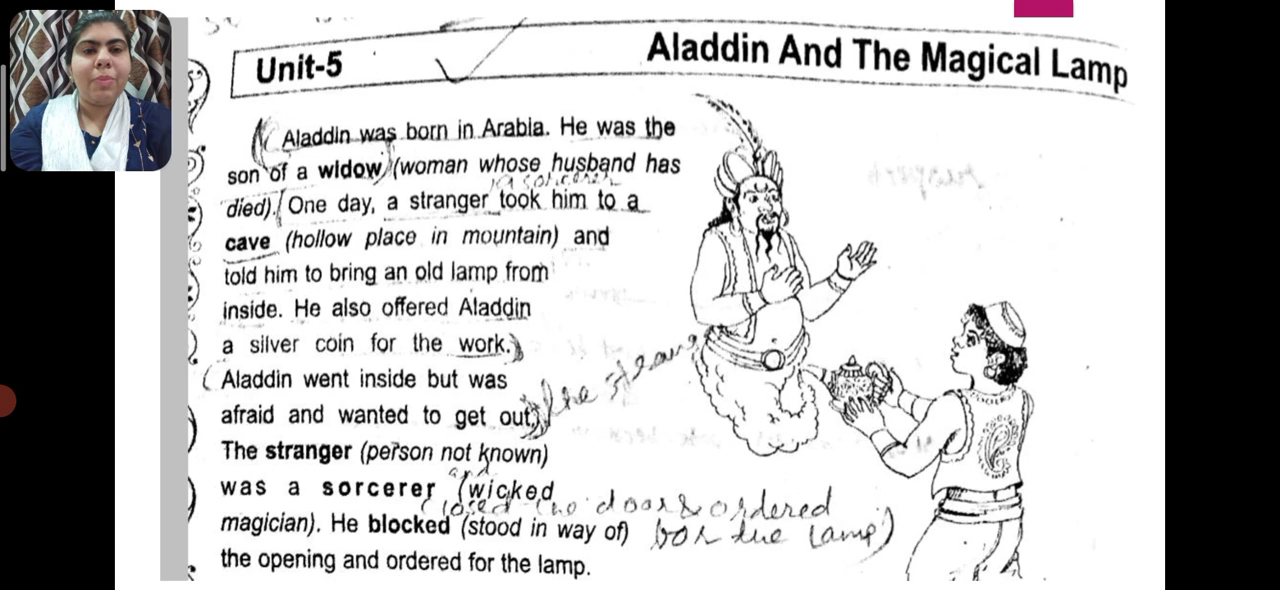 Unit-5
Aladdin And The Magical Lamp
Aladdin was born in Arabia. He was the
son of a widow (woman whose husband has
a sorcerer
died). One day, a stranger took him to a
cave (hollow place in mountain) and
told him to bring an old lamp from
inside. He also offered Aladdin
a silver coin for the work.)
(Aladdin went inside but was
afraid and wanted to get out.)
the
The stranger (person not known)
and
was a sorcerer (wicked
closed the door & ordered
magician). He blocked (stood in way of)
for the lamp)
the opening and ordered for the lamp.